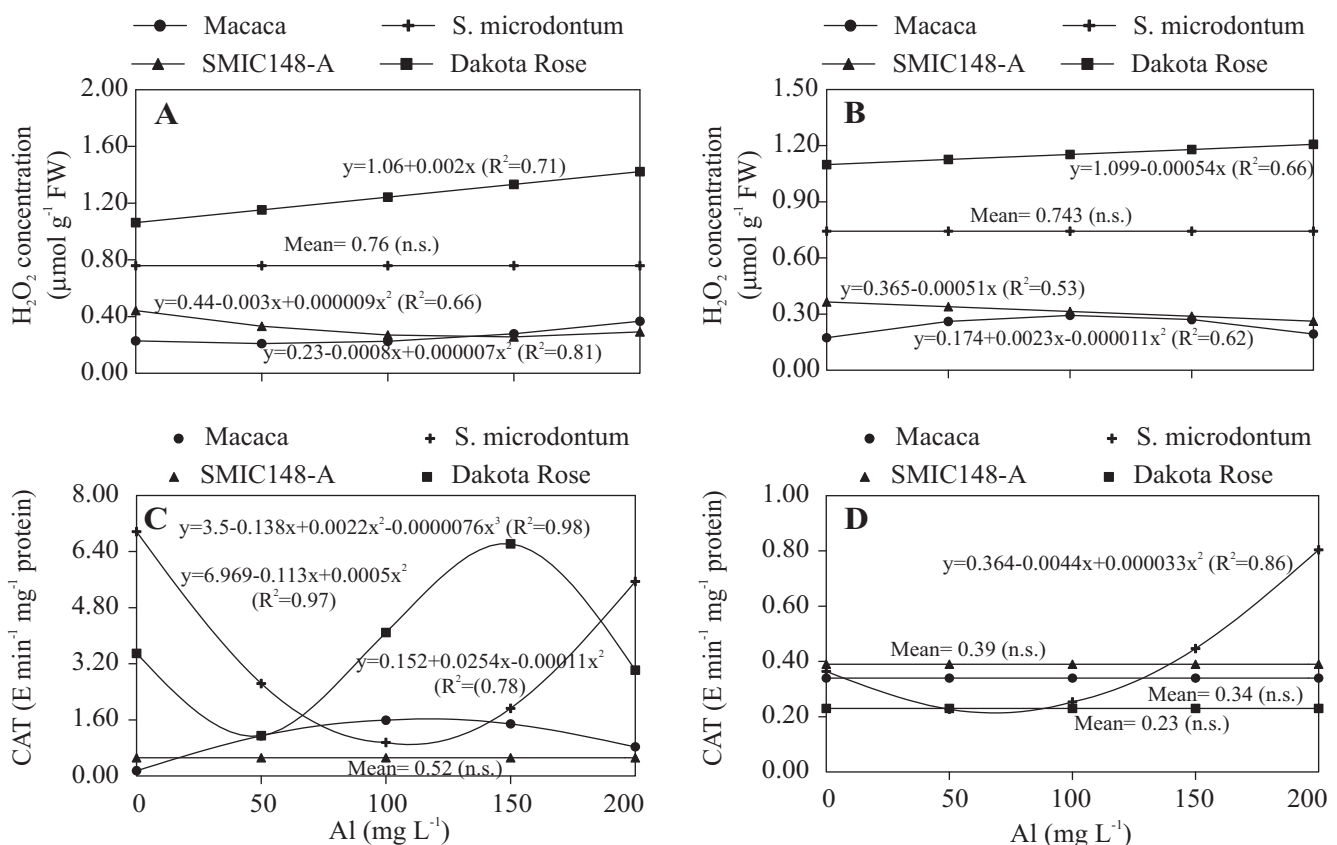 Macaca S. microdontum
SMIC148-A Dakota Rose
2.00
1.60
1.20
0.80
0.40
0.00
H₂O₂ concentration
(μmol g⁻¹ FW)
A
y=1.06+0.002x (R²=0.71)
Mean= 0.76 (n.s.)
y=0.44-0.003x+0.000009x² (R²=0.66)
y=0.23-0.0008x+0.000007x² (R²=0.81)
Macaca S. microdontum
SMIC148-A Dakota Rose
1.50
1.20
0.90
0.60
0.30
0.00
H₂O₂ concentration
(μmol g⁻¹ FW)
B
y=1.099-0.00054x (R²=0.66)
Mean= 0.743 (n.s.)
y=0.365-0.00051x (R²=0.53)
y=0.174+0.0023x-0.000011x² (R²=0.62)
Macaca S. microdontum
SMIC148-A Dakota Rose
8.00
6.40
4.80
3.20
1.60
0.00
CAT (E min⁻¹ mg⁻¹ protein)
C
y=3.5-0.138x+0.0022x²-0.0000076x³ (R²=0.98)
y=6.969-0.113x+0.0005x²
(R²=0.97)
y=0.152+0.0254x-0.00011x²
(R²=(0.78)
Mean= 0.52 (n.s.)
0 50 100 150 200
Al (mg L⁻¹)
Macaca S. microdontum
SMIC148-A Dakota Rose
1.00
0.80
0.60
0.40
0.20
0.00
CAT (E min⁻¹ mg⁻¹ protein)
D
y=0.364-0.0044x+0.000033x² (R²=0.86)
Mean= 0.39 (n.s.)
Mean= 0.34 (n.s.)
Mean= 0.23 (n.s.)
0 50 100 150 200
Al (mg L⁻¹)